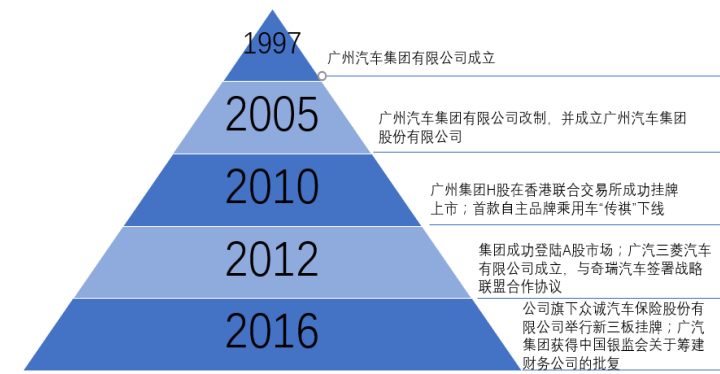 1997
广州汽车集团有限公司成立
2005
广州汽车集团有限公司改制，并成立广州汽车集团
股份有限公司
2010
广州集团H股在香港联合交易所成功挂牌
上市；首款自主品牌乘用车“传祺”下线
2012
集团成功登陆A股市场；广汽三菱汽车
有限公司成立，与奇瑞汽车签署战略
联盟合作协议
2016
公司旗下众诚汽车保险股份有
限公司举行新三板挂牌；广汽
集团获得中国银监会关于筹建
财务公司的批复